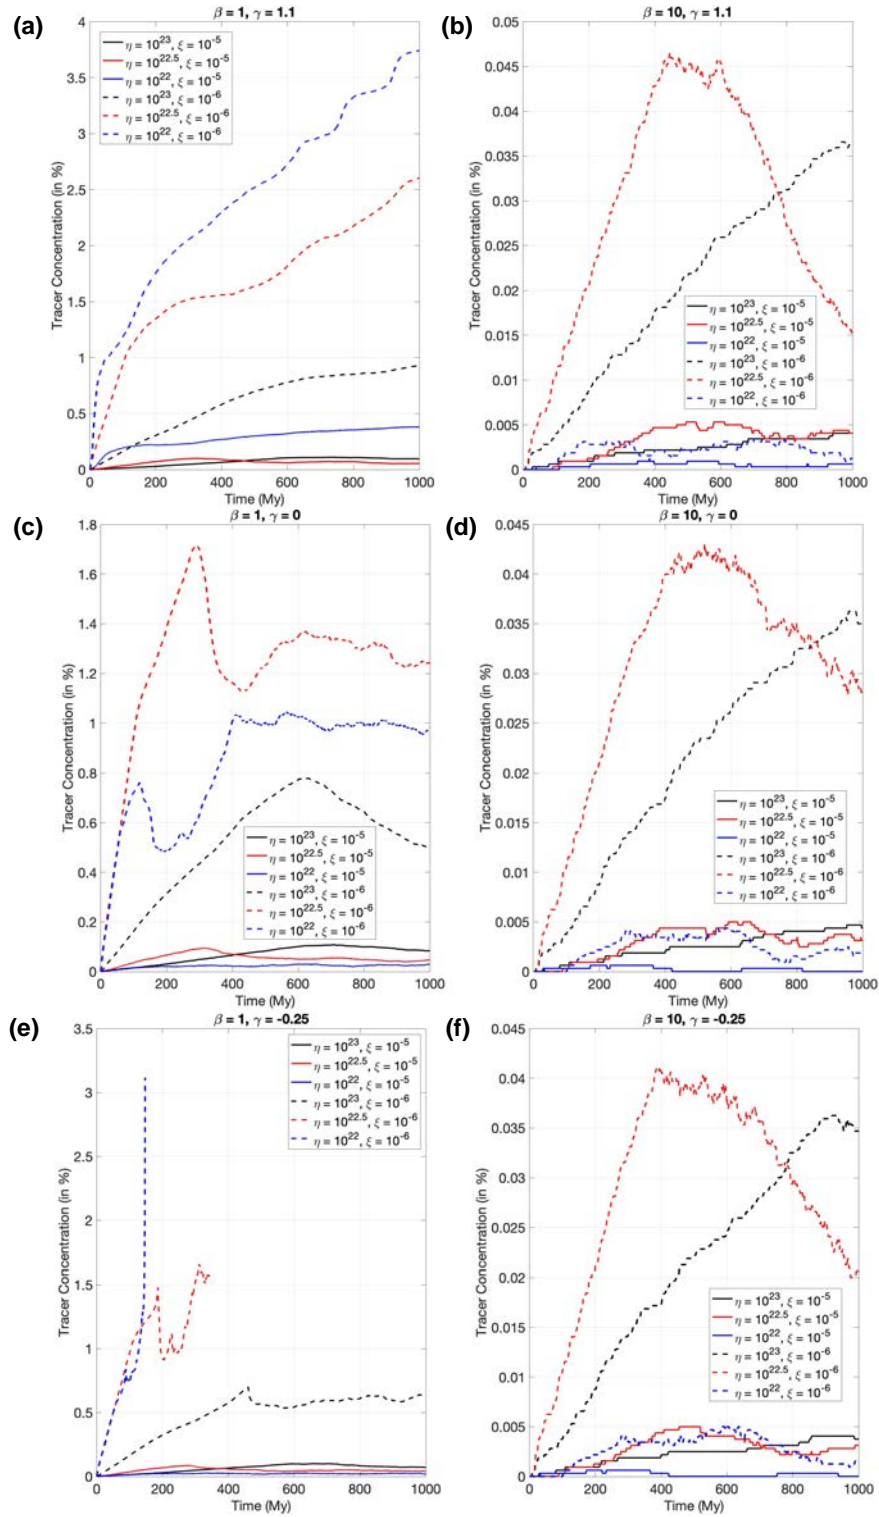 (a)
β = 1, γ = 1.1
η = 10^23, ξ = 10^-5
η = 10^22.5, ξ = 10^-5
η = 10^22, ξ = 10^-5
η = 10^23, ξ = 10^-6
η = 10^22.5, ξ = 10^-6
η = 10^22, ξ = 10^-6
Tracer Concentration (in %)
4
3.5
3
2.5
2
1.5
1
0.5
0
0 200 400 600 800 1000
Time (My)
(b)
β = 10, γ = 1.1
η = 10^23, ξ = 10^-5
η = 10^22.5, ξ = 10^-5
η = 10^22, ξ = 10^-5
η = 10^23, ξ = 10^-6
η = 10^22.5, ξ = 10^-6
η = 10^22, ξ = 10^-6
Tracer Concentration (in %)
0.05
0.045
0.04
0.035
0.03
0.025
0.02
0.015
0.01
0.005
0
0 200 400 600 800 1000
Time (My)
(c)
β = 1, γ = 0
η = 10^23, ξ = 10^-5
η = 10^22.5, ξ = 10^-5
η = 10^22, ξ = 10^-5
η = 10^23, ξ = 10^-6
η = 10^22.5, ξ = 10^-6
η = 10^22, ξ = 10^-6
Tracer Concentration (in %)
1.8
1.6
1.4
1.2
1
0.8
0.6
0.4
0.2
0
0 200 400 600 800 1000
Time (My)
(d)
β = 10, γ = 0
η = 10^23, ξ = 10^-5
η = 10^22.5, ξ = 10^-5
η = 10^22, ξ = 10^-5
η = 10^23, ξ = 10^-6
η = 10^22.5, ξ = 10^-6
η = 10^22, ξ = 10^-6
Tracer Concentration (in %)
0.045
0.04
0.035
0.03
0.025
0.02
0.015
0.01
0.005
0
0 200 400 600 800 1000
Time (My)
(e)
β = 1, γ = -0.25
η = 10^23, ξ = 10^-5
η = 10^22.5, ξ = 10^-5
η = 10^22, ξ = 10^-5
η = 10^23, ξ = 10^-6
η = 10^22.5, ξ = 10^-6
η = 10^22, ξ = 10^-6
Tracer Concentration (in %)
3.5
3
2.5
2
1.5
1
0.5
0
0 200 400 600 800 1000
Time (My)
(f)
β = 10, γ = -0.25
η = 10^23, ξ = 10^-5
η = 10^22.5, ξ = 10^-5
η = 10^22, ξ = 10^-5
η = 10^23, ξ = 10^-6
η = 10^22.5, ξ = 10^-6
η = 10^22, ξ = 10^-6
Tracer Concentration (in %)
0.045
0.04
0.035
0.03
0.025
0.02
0.015
0.01
0.005
0
0 200 400 600 800 1000
Time (My)